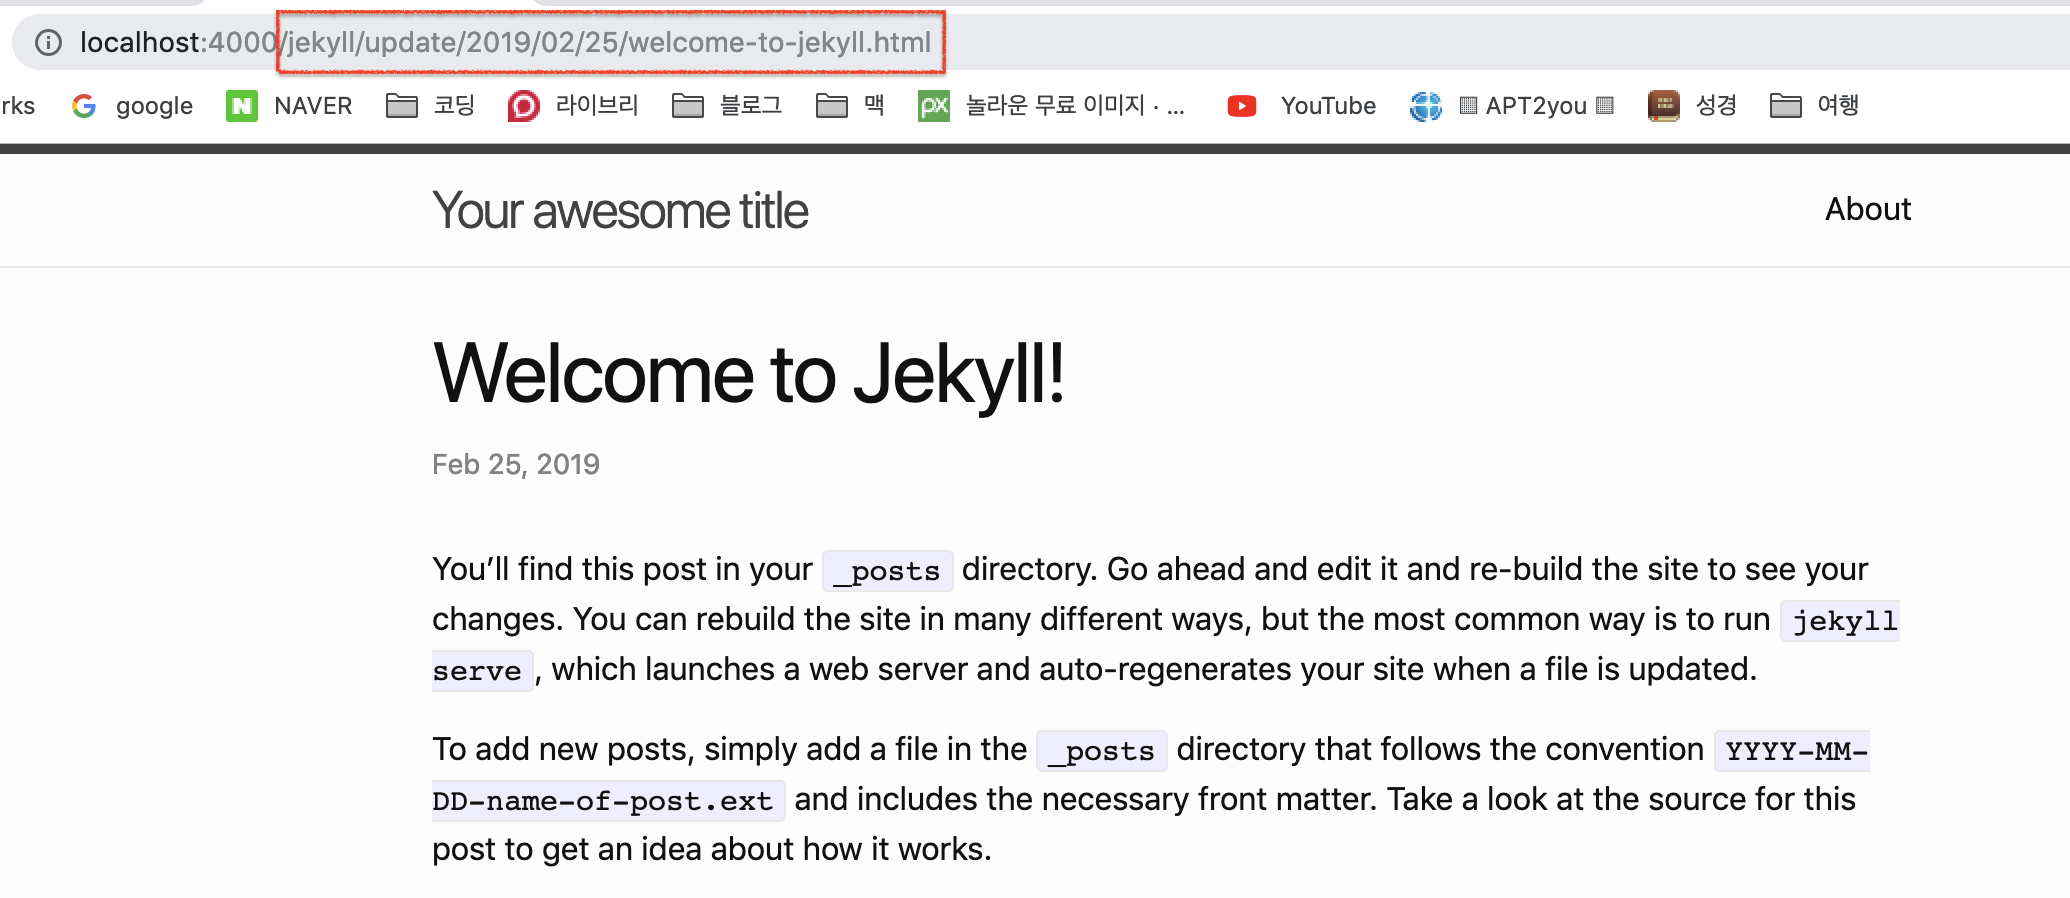 localhost:4000/jekyll/update/2019/02/25/welcome-to-jekyll.html
rks google NAVER 코딩 라이브리 블로그 맥 px 놀라운 무료 이미지 · ... YouTube ▥ APT2you ▥ 성경 여행
Your awesome title About
Welcome to Jekyll!
Feb 25, 2019
You’ll find this post in your _posts directory. Go ahead and edit it and re-build the site to see your
changes. You can rebuild the site in many different ways, but the most common way is to run jekyll
serve , which launches a web server and auto-regenerates your site when a file is updated.
To add new posts, simply add a file in the _posts directory that follows the convention YYYY-MM-
DD-name-of-post.ext and includes the necessary front matter. Take a look at the source for this
post to get an idea about how it works.